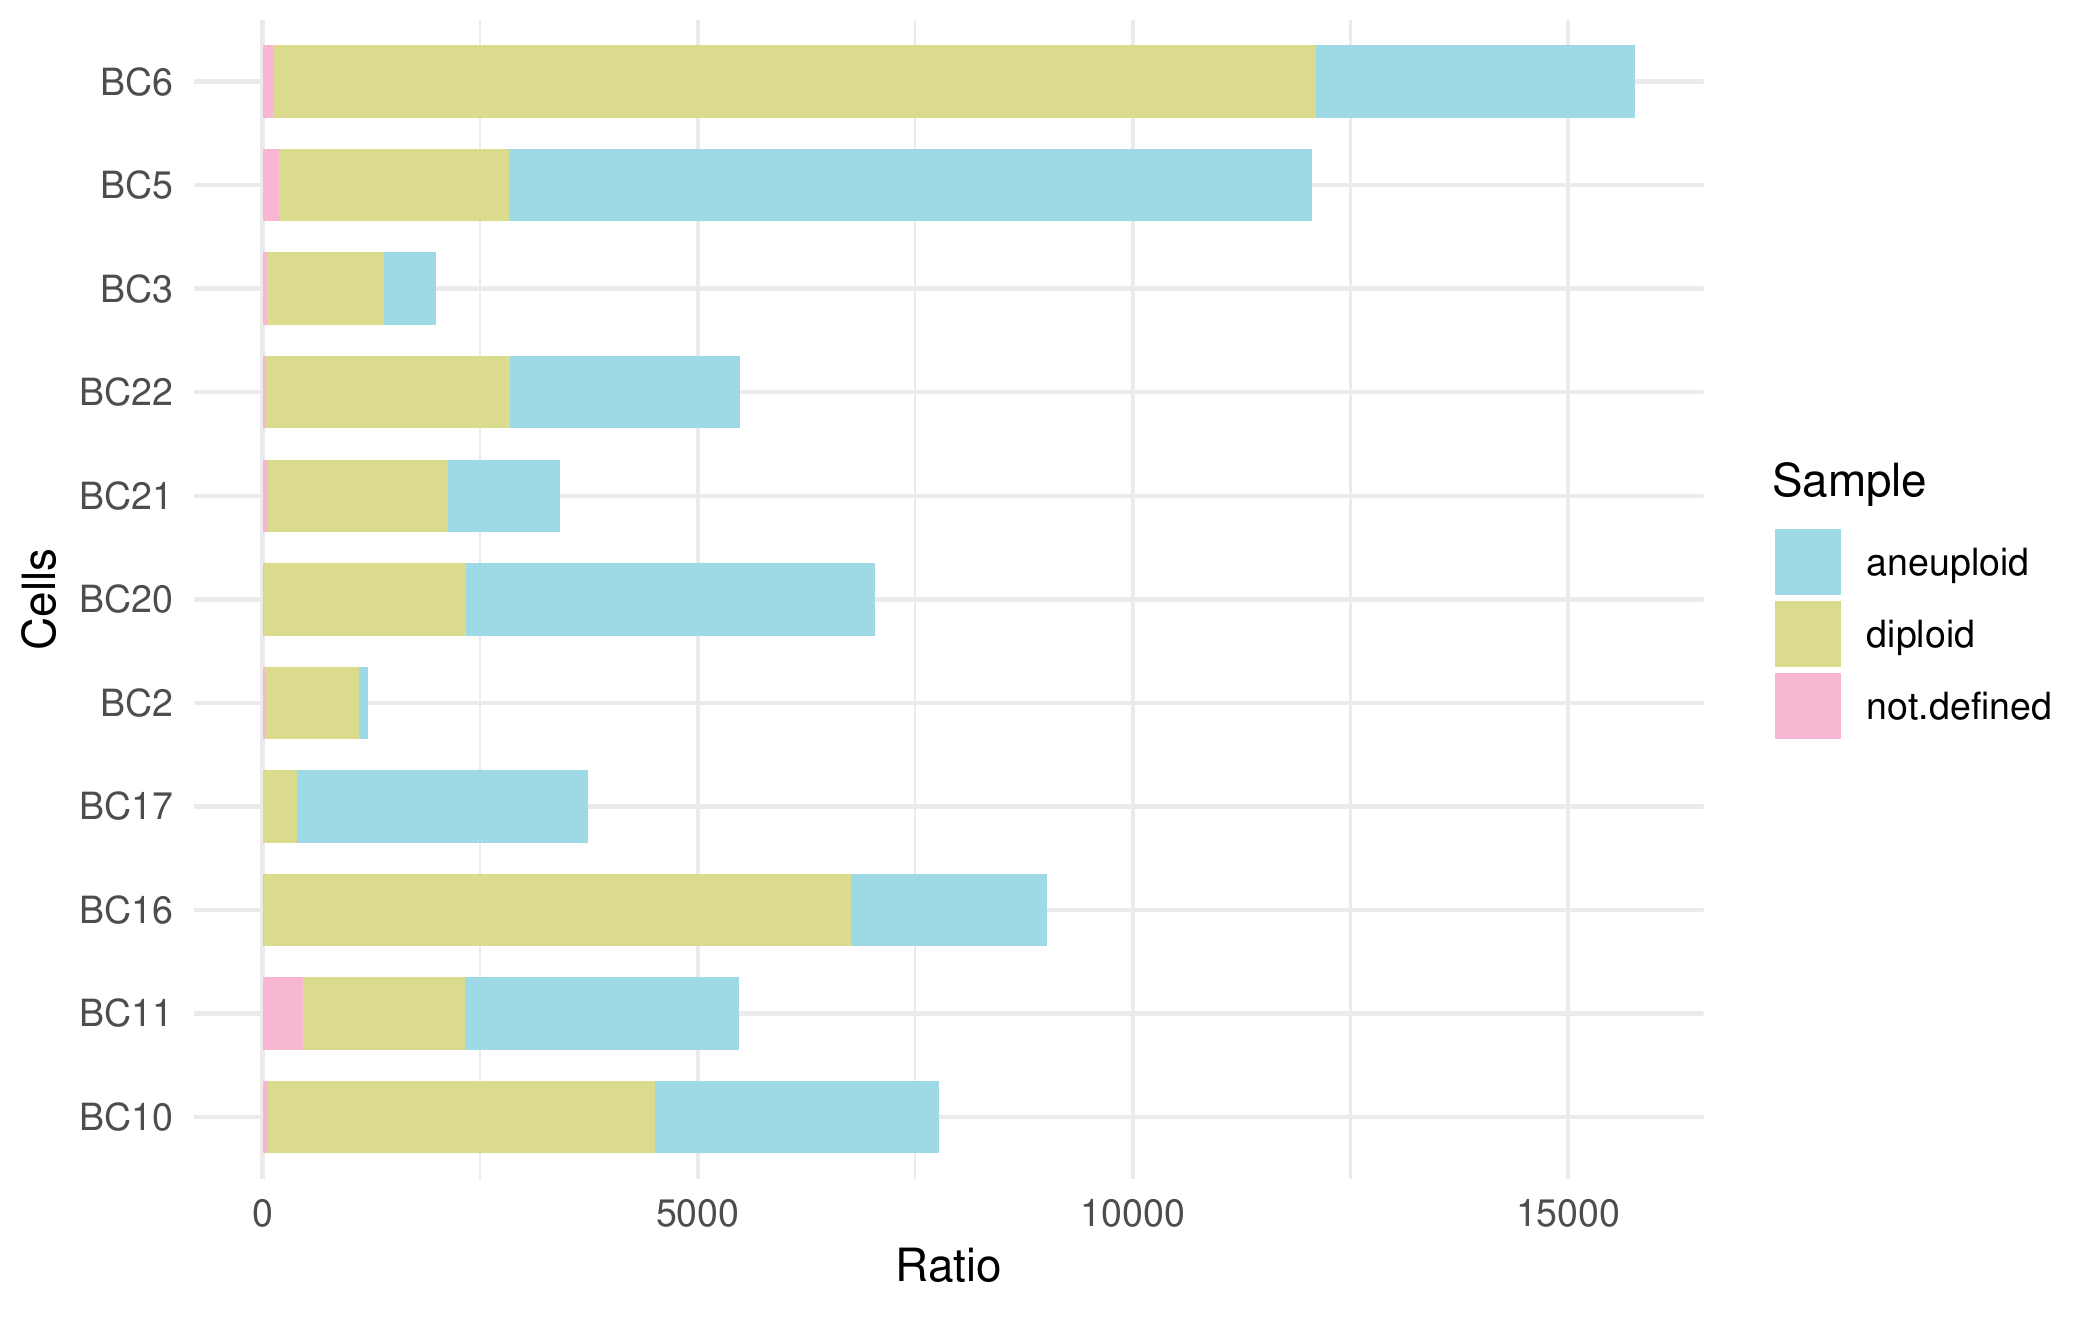 BC6
BC5
BC3
BC22
BC21
BC20
BC2
BC17
BC16
BC11
BC10
Cells
0 5000 10000 15000
Ratio
Sample
aneuploid
diploid
not.defined